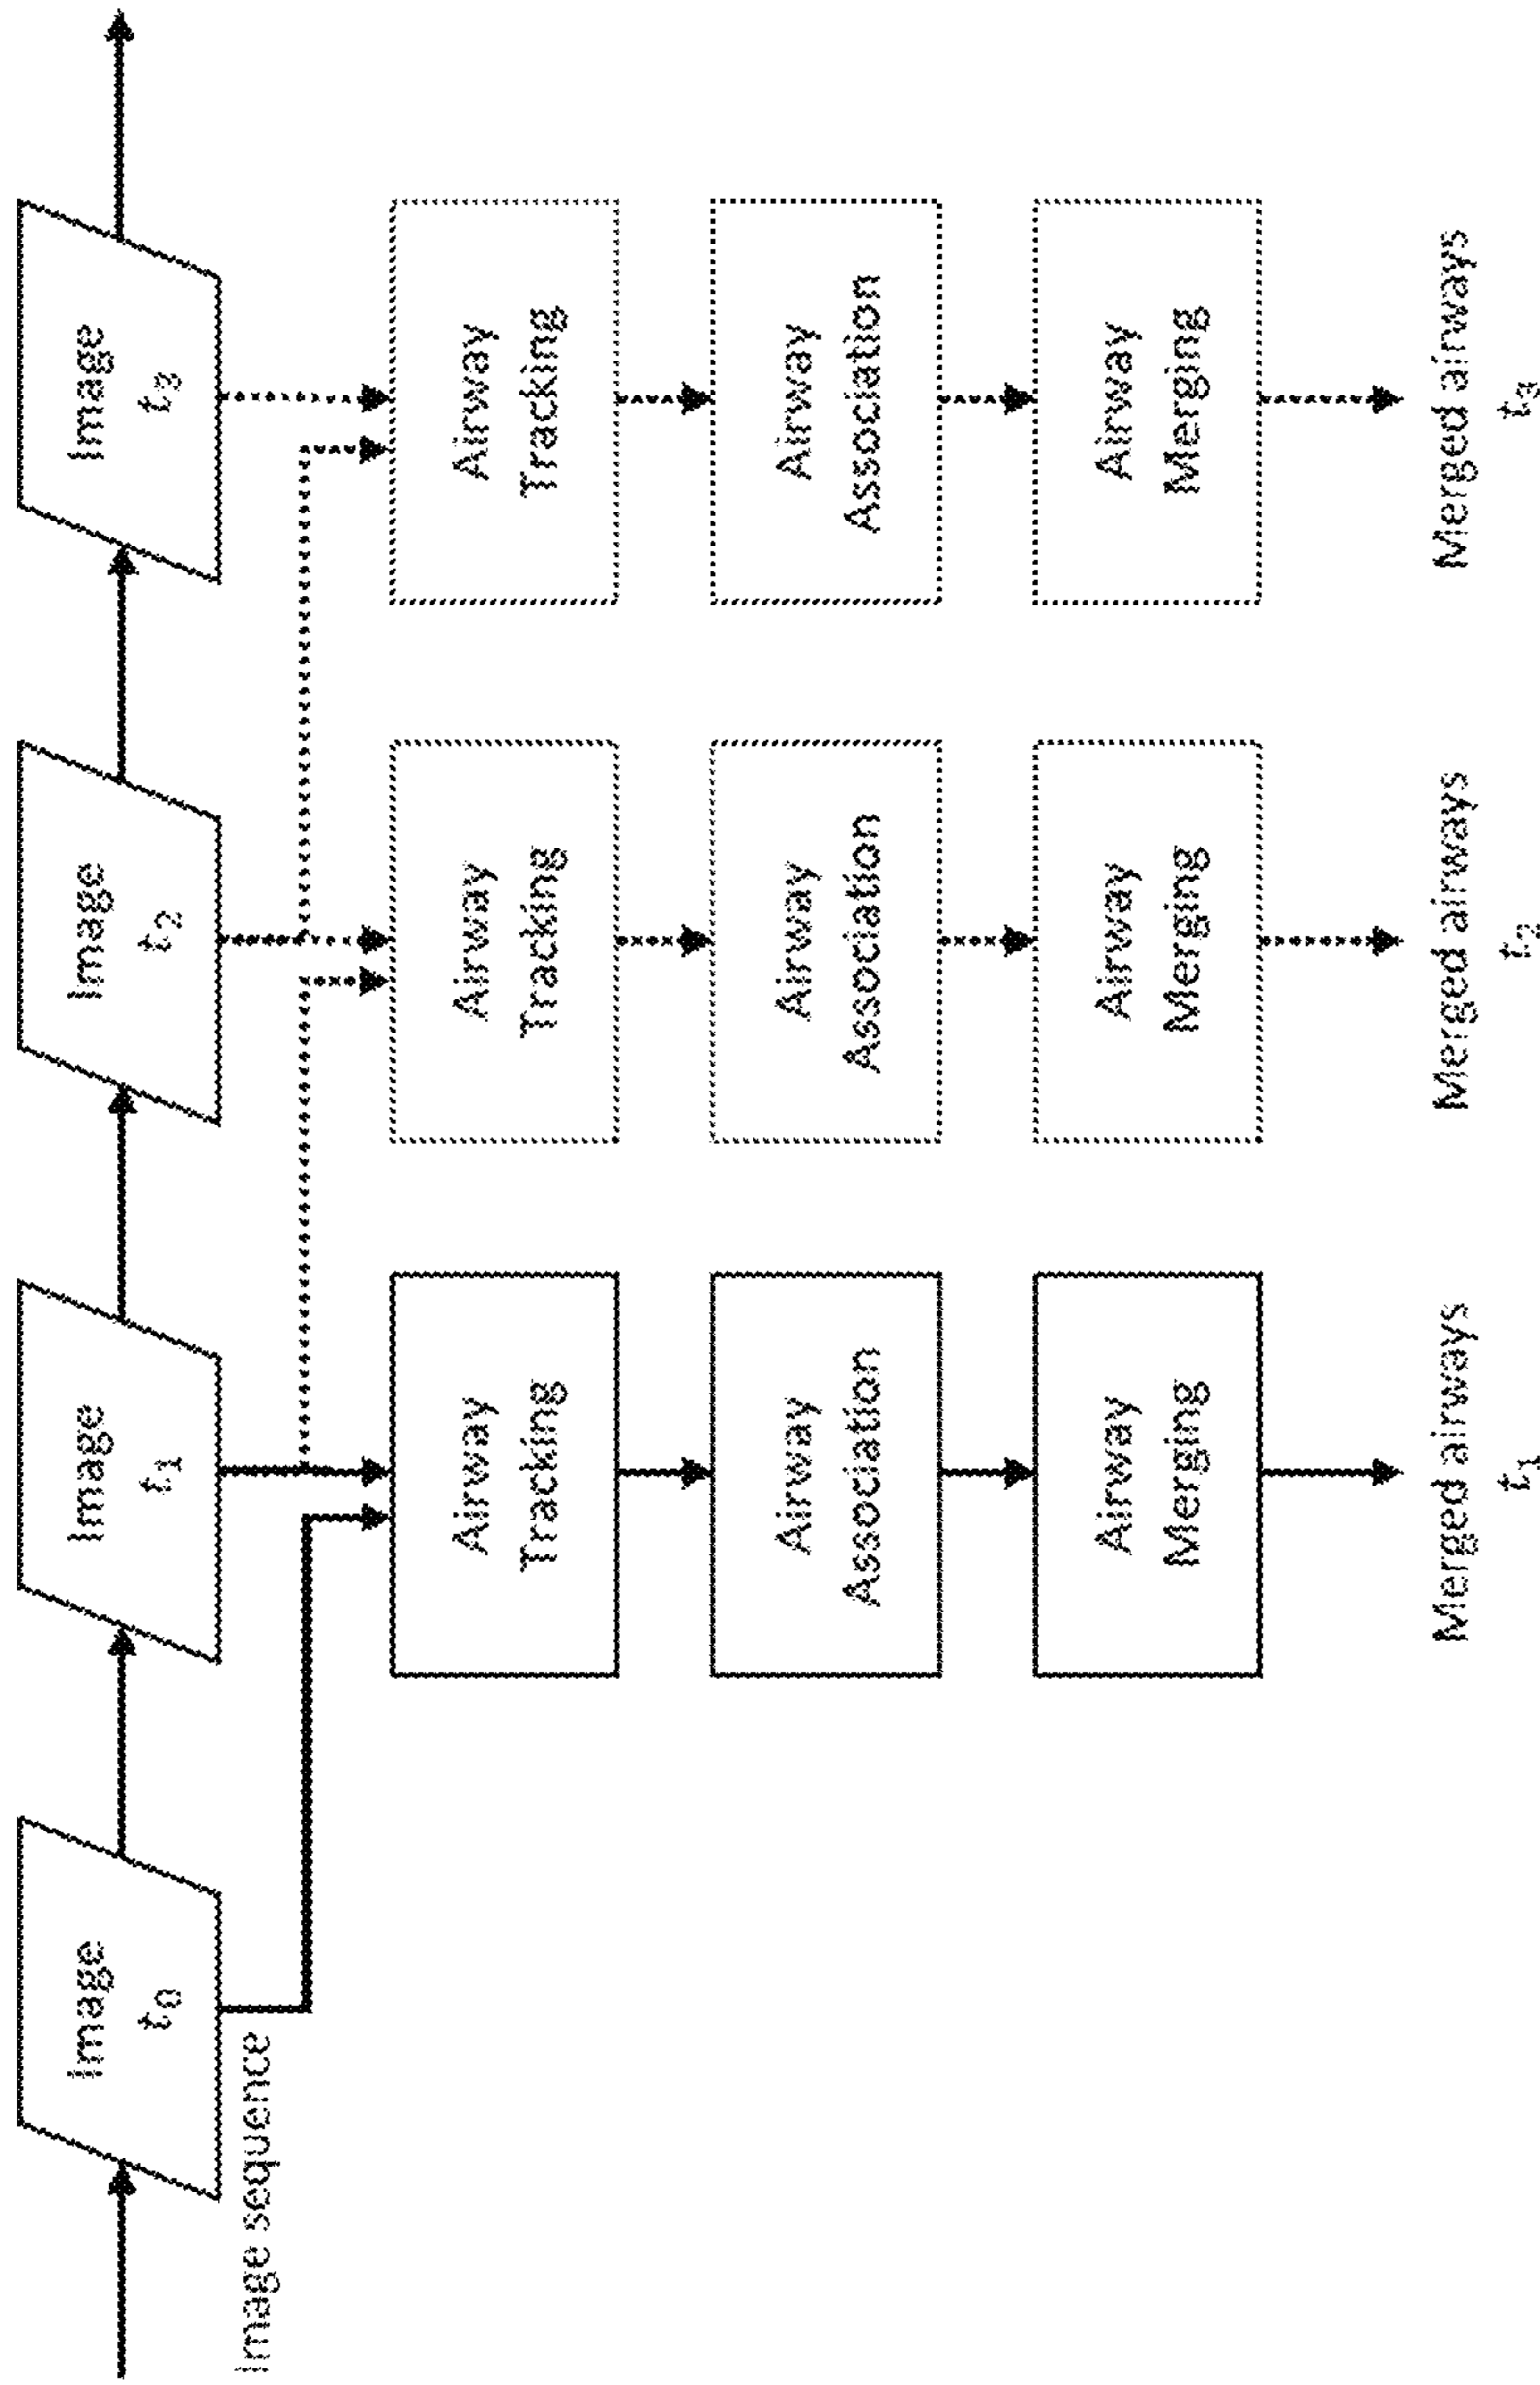 Image
t₀
Image
t₁
Image
t₂
Image
t₃
Image sequence
Airway
Tracking
Airway
Tracking
Airway
Tracking
Airway
Association
Airway
Association
Airway
Association
Airway
Merging
Airway
Merging
Airway
Merging
Merged airways
t₁
Merged airways
t₂
Merged airways
t₃